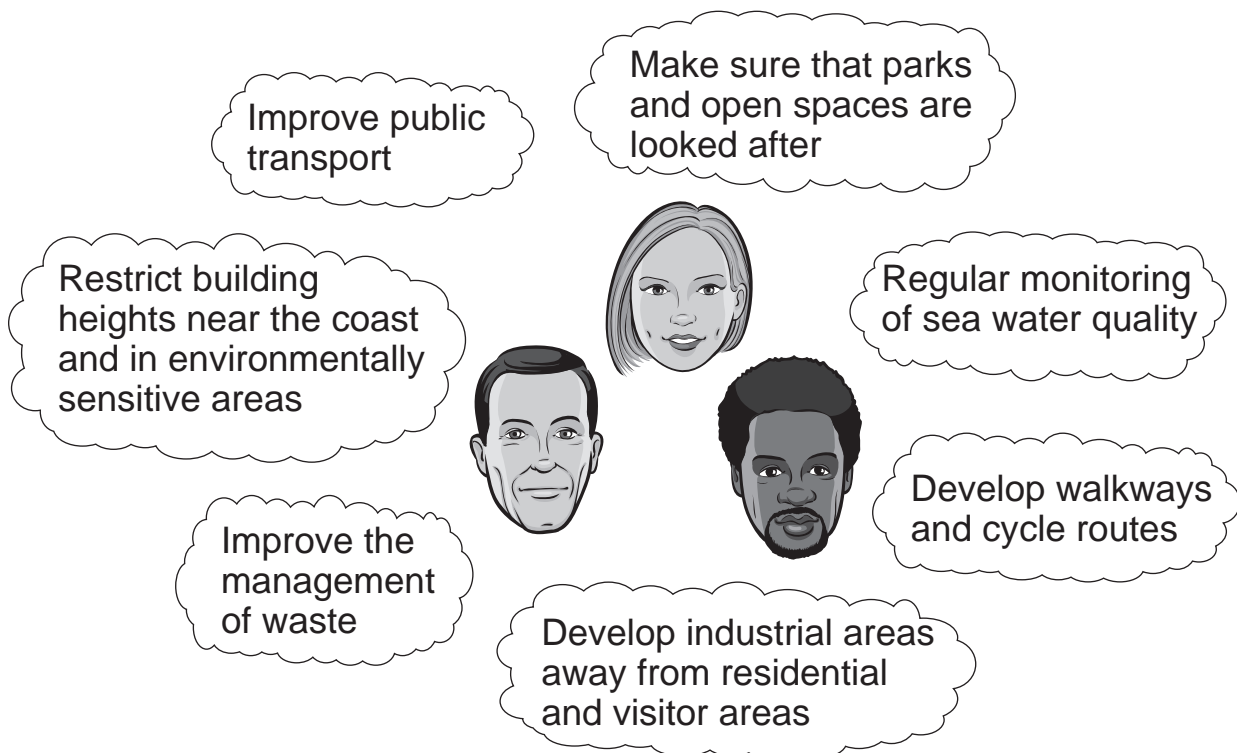 Improve public
transport
Make sure that parks
and open spaces are
looked after
Restrict building
heights near the coast
and in environmentally
sensitive areas
Regular monitoring
of sea water quality
Improve the
management
of waste
Develop walkways
and cycle routes
Develop industrial areas
away from residential
and visitor areas